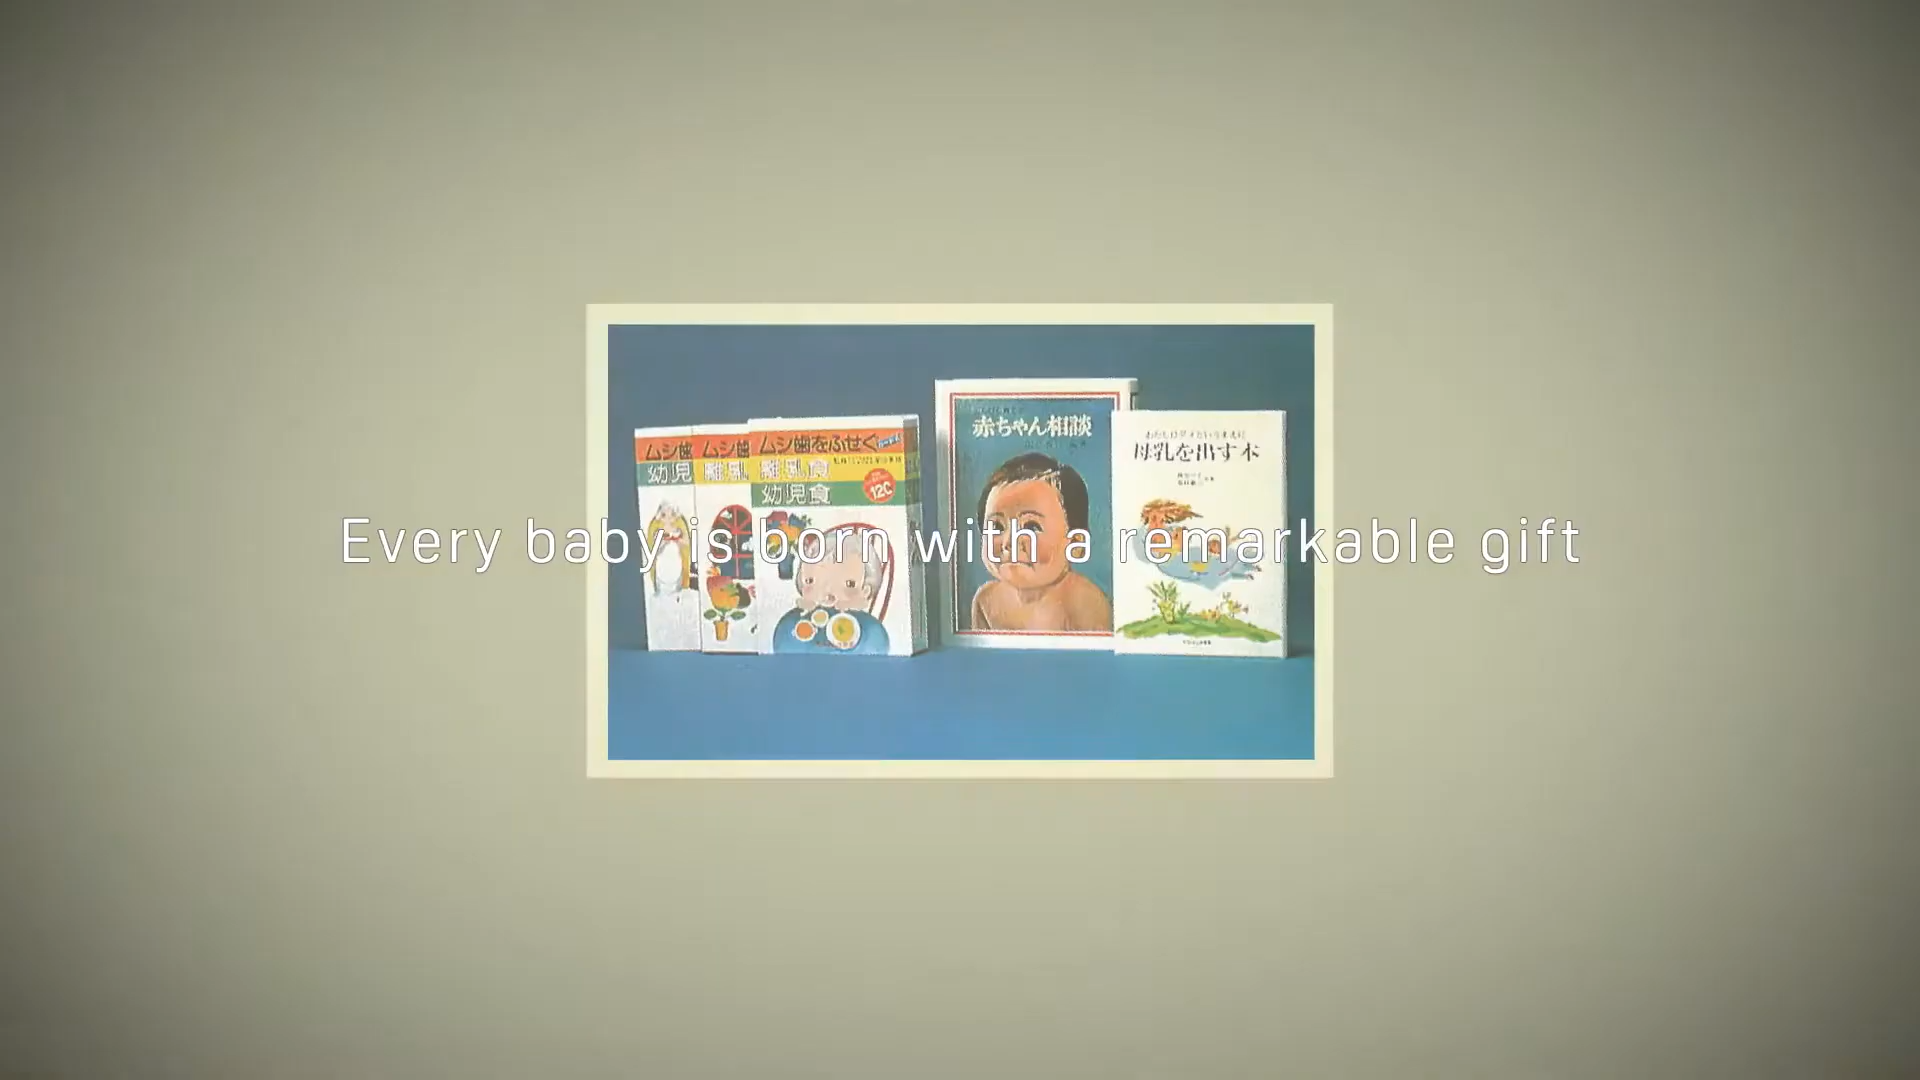 Every baby is born with a remarkable gift
ムシ歯
幼児
ムシ歯
離乳
ムシ歯をふせぐ
離乳食
幼児食
12C
赤ちゃん相談
母乳を出す本